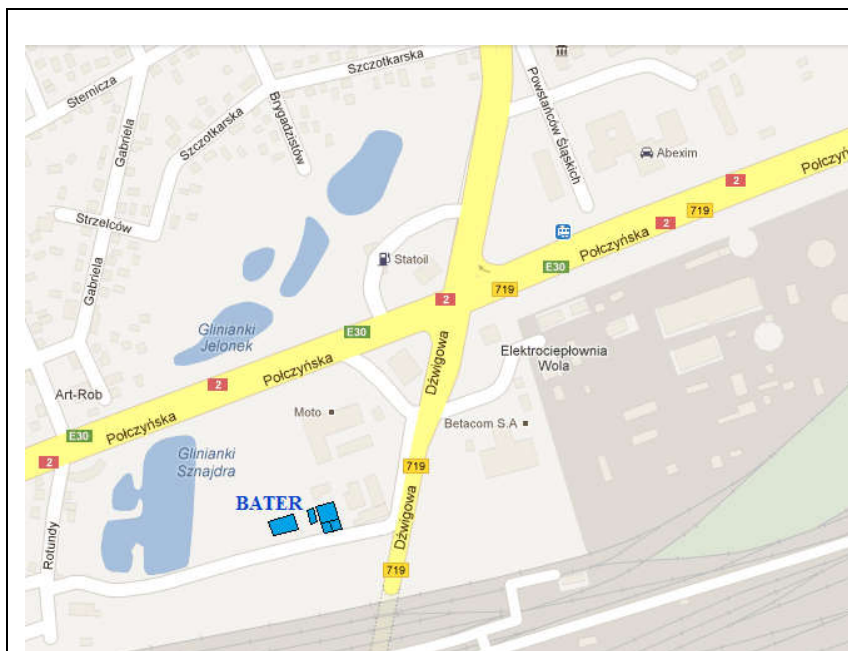 Szczotkarska
Sternicza
Szczotkarska
Brygadzistów
Gabriela
Powstańców Śląskich
Abexim
Połczyńska
2
719
2
Strzelców
Połczyńska
E30
Statoil
719
2
Gabriela
Glinianki
Jelonek
E30
Elektrociepłownia
Wola
Dźwigowa
Połczyńska
2
Art-Rob
Moto
Betacom S.A
Połczyńska
E30
2
Glinianki
Sznajdra
719
BATER
Dźwigowa
Rotundy
719